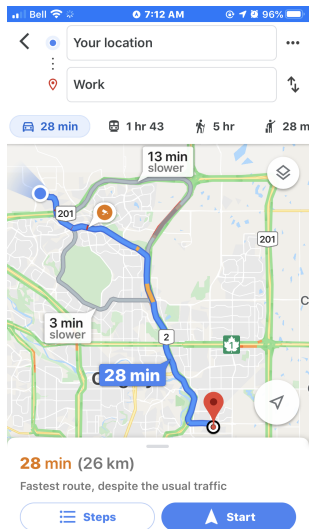 Bell 7:12 AM 96%
Your location
Work
28 min 1 hr 43 5 hr 28 m
13 min
slower
201
201
3 min
slower
2
1
28 min
28 min (26 km)
Fastest route, despite the usual traffic
Steps Start